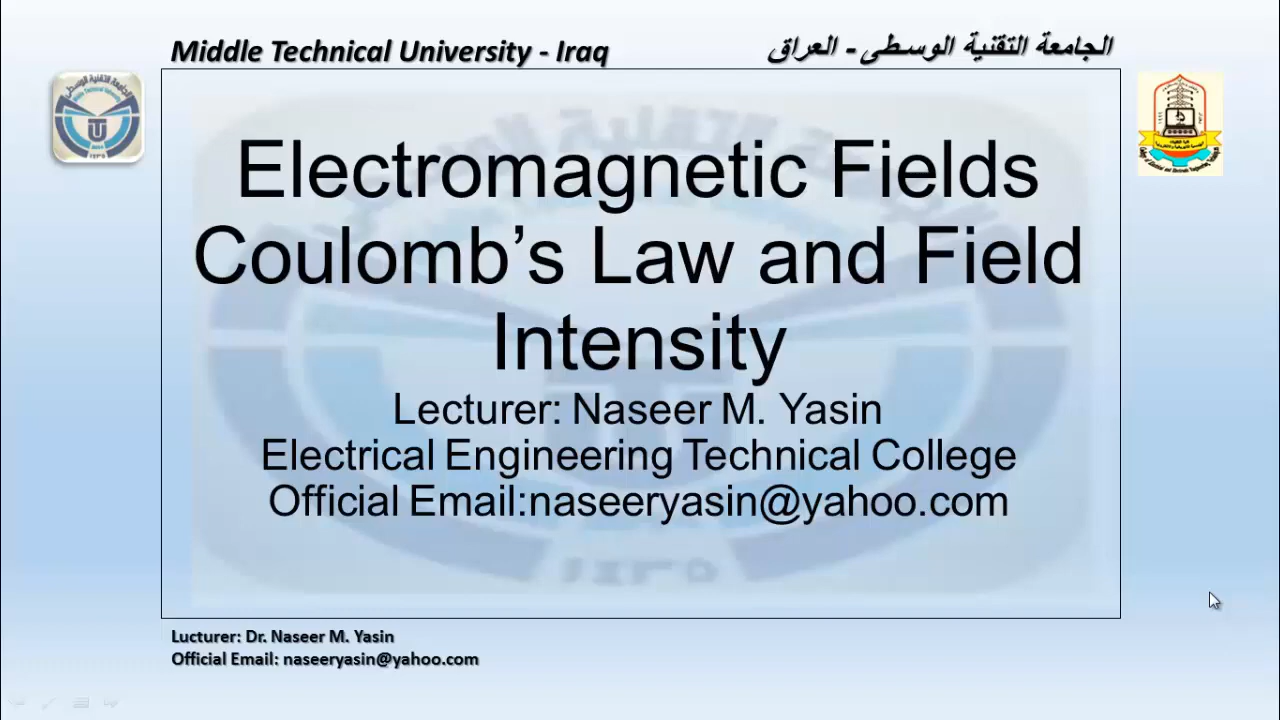 Middle Technical University - Iraq
الجامعة التقنية الوسطى - العراق
Electromagnetic Fields
Coulomb’s Law and Field
Intensity
Lecturer: Naseer M. Yasin
Electrical Engineering Technical College
Official Email:naseeryasin@yahoo.com
Lucturer: Dr. Naseer M. Yasin
Official Email: naseeryasin@yahoo.com